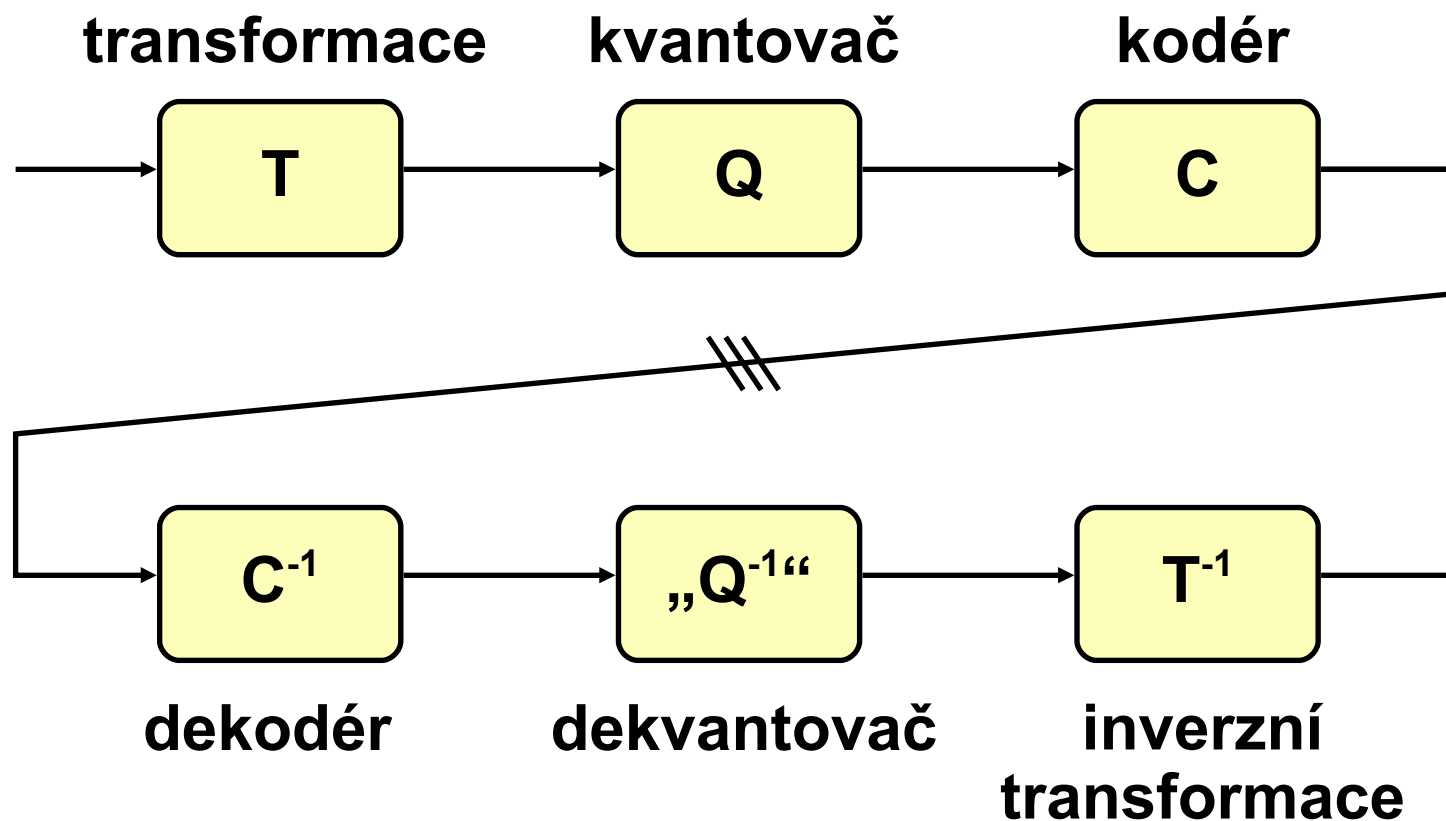 transformace kvantovač kodér
T Q C
C⁻¹ „Q⁻¹“ T⁻¹
dekodér dekvantovač inverzní
transformace